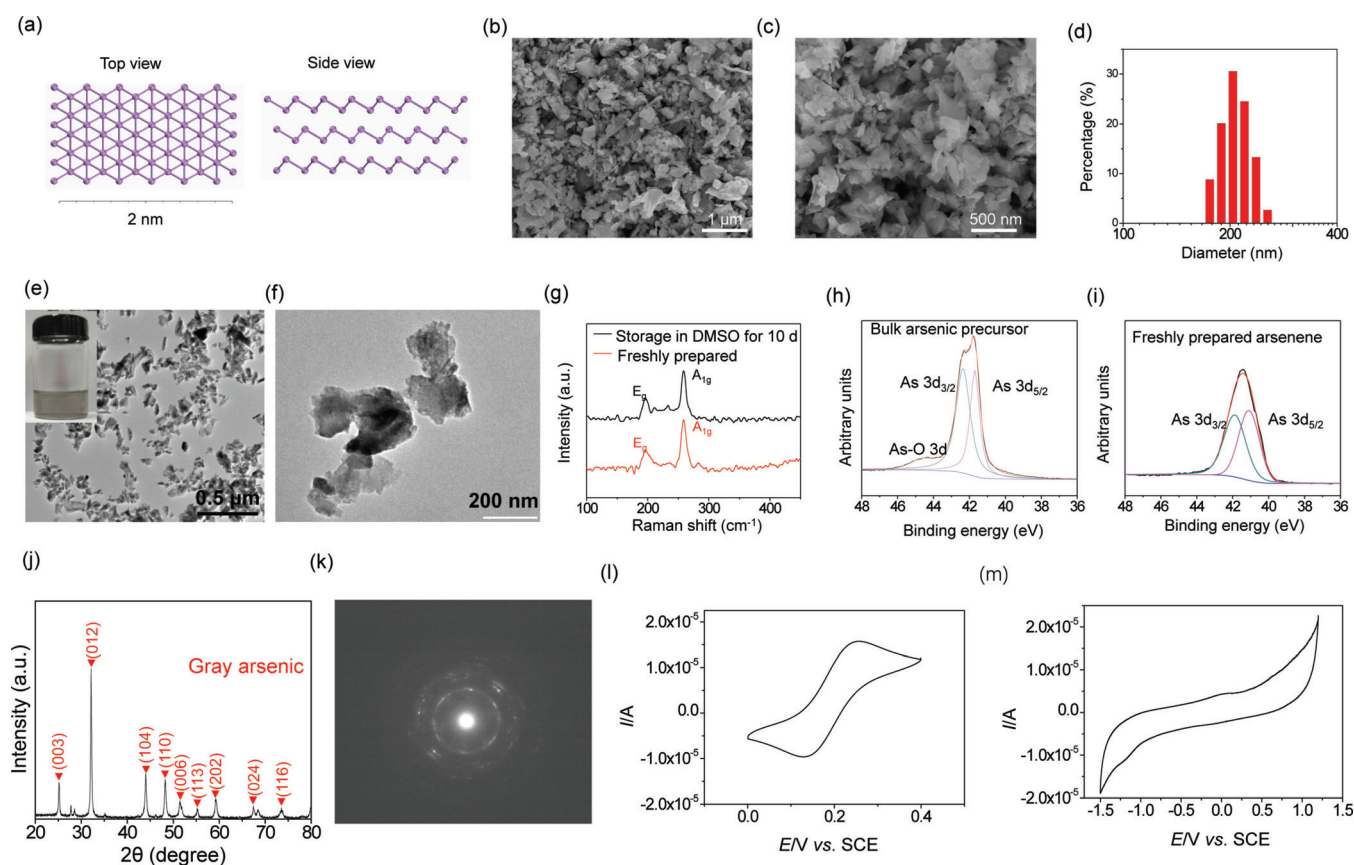 (a)
Top view
Side view
2 nm
(b)
1 μm
(c)
500 nm
(d)
30
20
10
0
Percentage (%)
100
200
400
Diameter (nm)
(e)
0.5 μm
(f)
200 nm
(g)
Storage in DMSO for 10 d
Freshly prepared
Eg
A1g
Eg
A1g
Intensity (a.u.)
100
200
300
400
Raman shift (cm-1)
(h)
Bulk arsenic precursor
As 3d3/2
As 3d5/2
As-O 3d
Arbitrary units
48 46 44 42 40 38 36
Binding energy (eV)
(i)
Freshly prepared arsenene
As 3d3/2
As 3d5/2
Arbitrary units
48 46 44 42 40 38 36
Binding energy (eV)
(j)
Gray arsenic
(003)
(012)
(104)
(110)
(006)
(113)
(202)
(024)
(116)
Intensity (a.u.)
20 30 40 50 60 70 80
2θ (degree)
(k)
(l)
2.0x10-5
1.0x10-5
0.0
-1.0x10-5
-2.0x10-5
I/A
0.0
0.2
0.4
E/V vs. SCE
(m)
2.0x10-5
1.0x10-5
0.0
-1.0x10-5
-2.0x10-5
I/A
-1.5 -1.0 -0.5 0.0 0.5 1.0 1.5
E/V vs. SCE